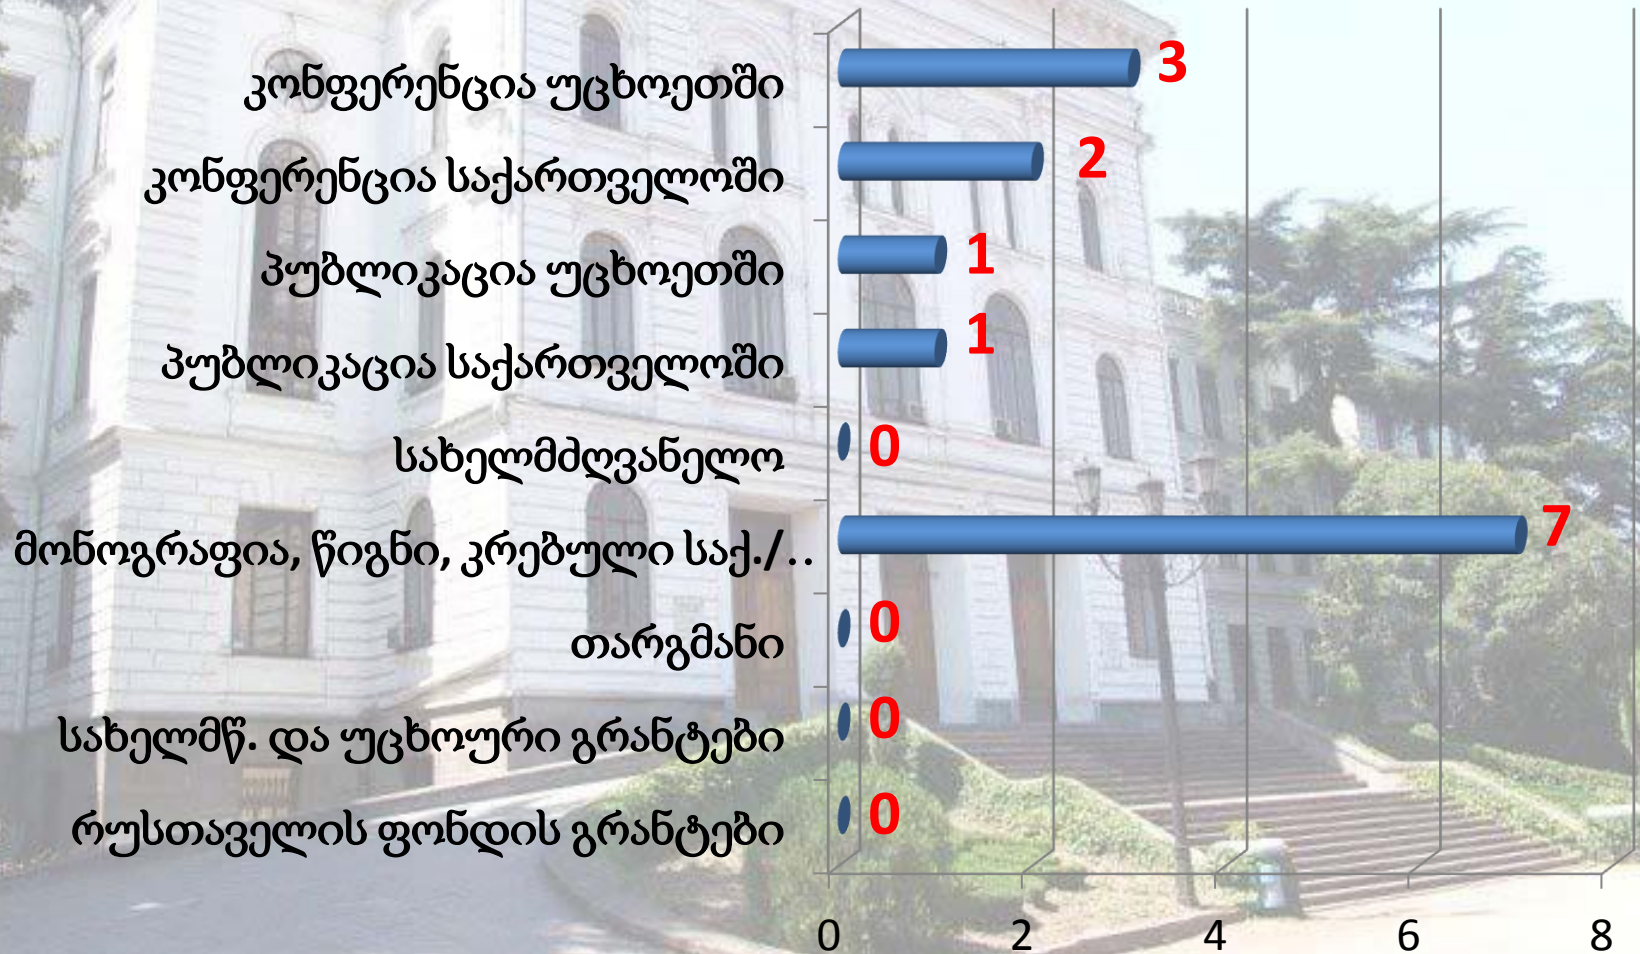 კონფერენცია უცხოეთში 3
კონფერენცია საქართველოში 2
პუბლიკაცია უცხოეთში 1
პუბლიკაცია საქართველოში 1
სახელმძღვანელო 0
მონოგრაფია, წიგნი, კრებული საქ./.. 7
თარგმანი 0
სახელმწ. და უცხოური გრანტები 0
რუსთაველის ფონდის გრანტები 0
0 2 4 6 8